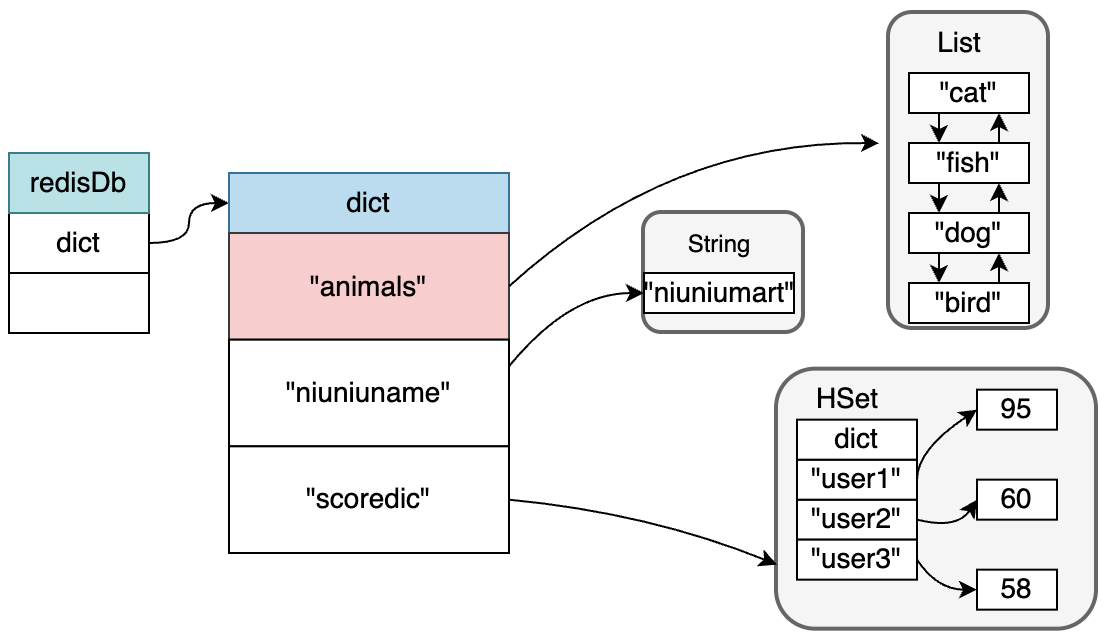 redisDb
dict
dict
"animals"
"niuniuname"
"scoredic"
String
"niuniumart"
List
"cat"
"fish"
"dog"
"bird"
HSet
dict
"user1"
"user2"
"user3"
95
60
58